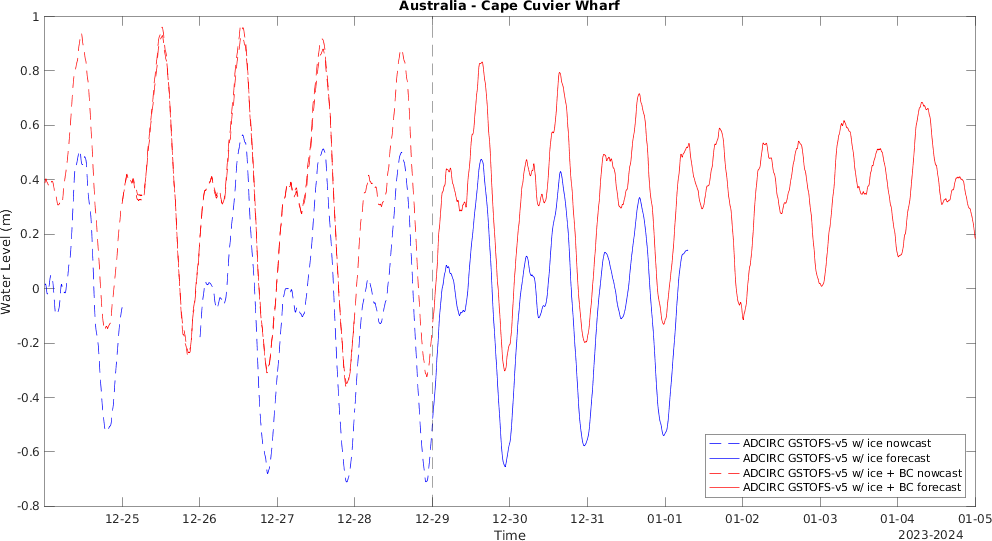 Australia - Cape Cuvier Wharf
1
0.8
0.6
0.4
0.2
0
-0.2
-0.4
-0.6
-0.8
Water Level (m)
12-25 12-26 12-27 12-28 12-29 12-30 12-31 01-01 01-02 01-03 01-04 01-05
Time
2023-2024
ADCIRC GSTOFS-v5 w/ ice nowcast
ADCIRC GSTOFS-v5 w/ ice forecast
ADCIRC GSTOFS-v5 w/ ice + BC nowcast
ADCIRC GSTOFS-v5 w/ ice + BC forecast